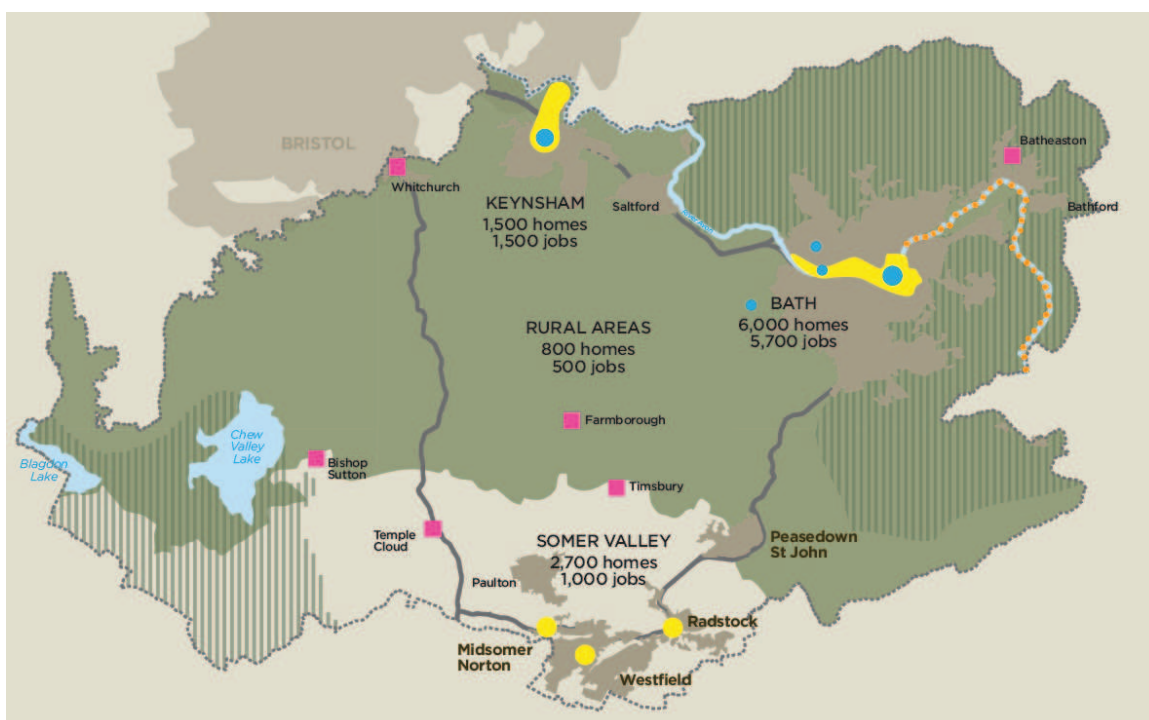 BRISTOL
Batheaston
Whitchurch
KEYNSHAM
1,500 homes
1,500 jobs
Saltford
Bathford
River Avon
BATH
6,000 homes
5,700 jobs
RURAL AREAS
800 homes
500 jobs
Farmborough
Chew
Valley
Lake
Blagdon
Lake
Bishop
Sutton
Timsbury
Temple
Cloud
SOMER VALLEY
2,700 homes
1,000 jobs
Peasedown
St John
Paulton
Radstock
Midsomer
Norton
Westfield